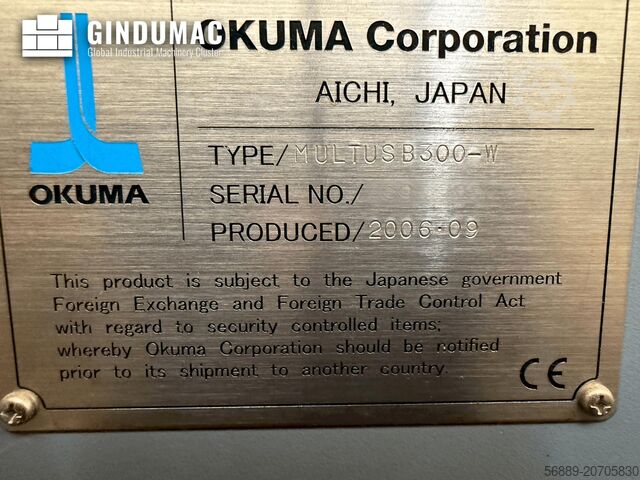 GINDUMAC
Global Industrial Machinery Cluster
OKUMA Corporation
AICHI, JAPAN
TYPE/MULTUS B300-W
OKUMA
SERIAL NO./
PRODUCED/2006·09
This product is subject to the Japanese government
Foreign Exchange and Foreign Trade Control Act
with regard to security controlled items;
whereby Okuma Corporation should be notified
prior to its shipment to another country.
CE
56889-20705830